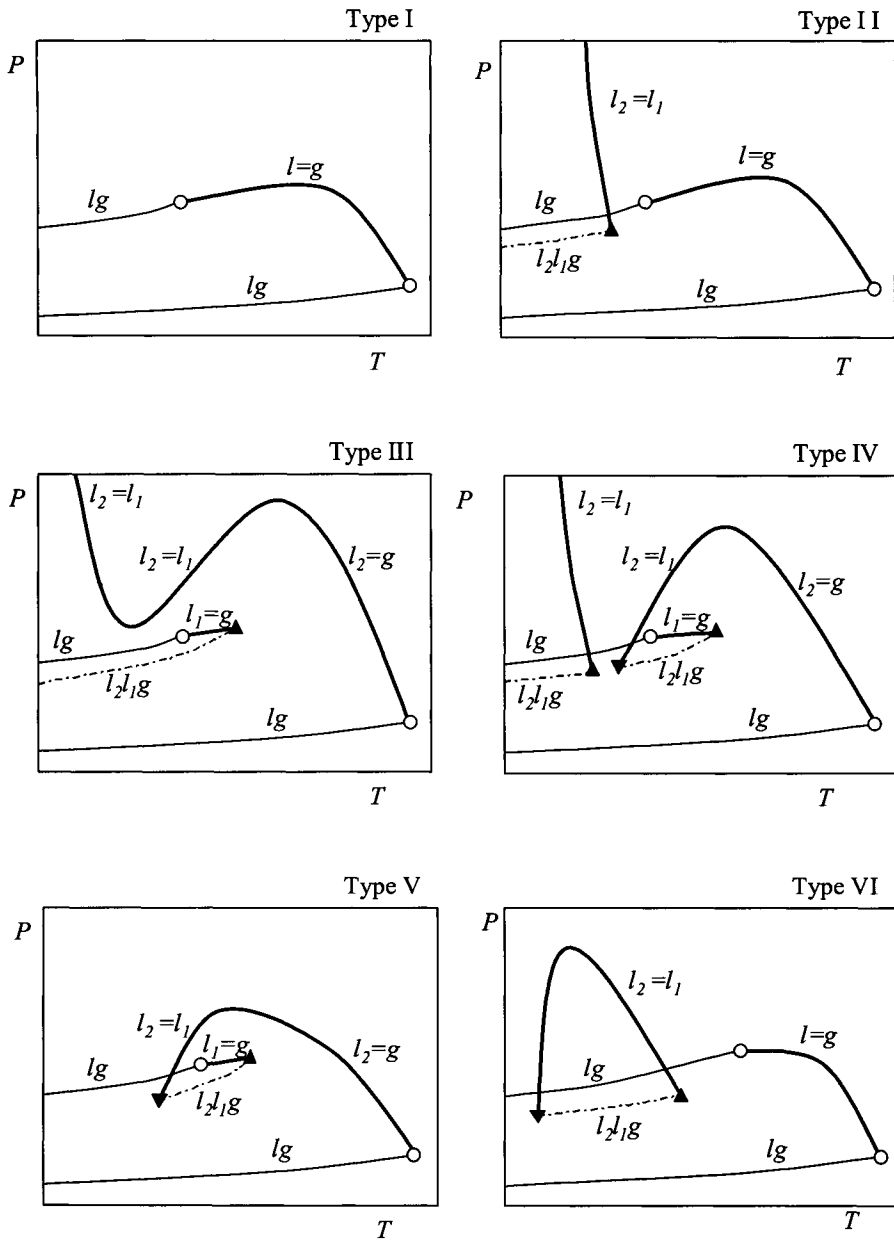 Type I
P
l=g
lg
lg
T
Type I I
l₂=l₁
l=g
lg
l₂l₁g
lg
T
Type III
P
l₂=l₁
l₂=l₁
l₂=g
l₁=g
lg
l₂l₁g
lg
T
Type IV
P
l₂=l₁
l₂=l₁
l₂=g
l₁=g
lg
l₂l₁g
lg
T
Type V
P
l₂=l₁
l₁=g
l₂=g
lg
l₂l₁g
lg
T
Type VI
P
l₂=l₁
l=g
lg
l₂l₁g
lg
T